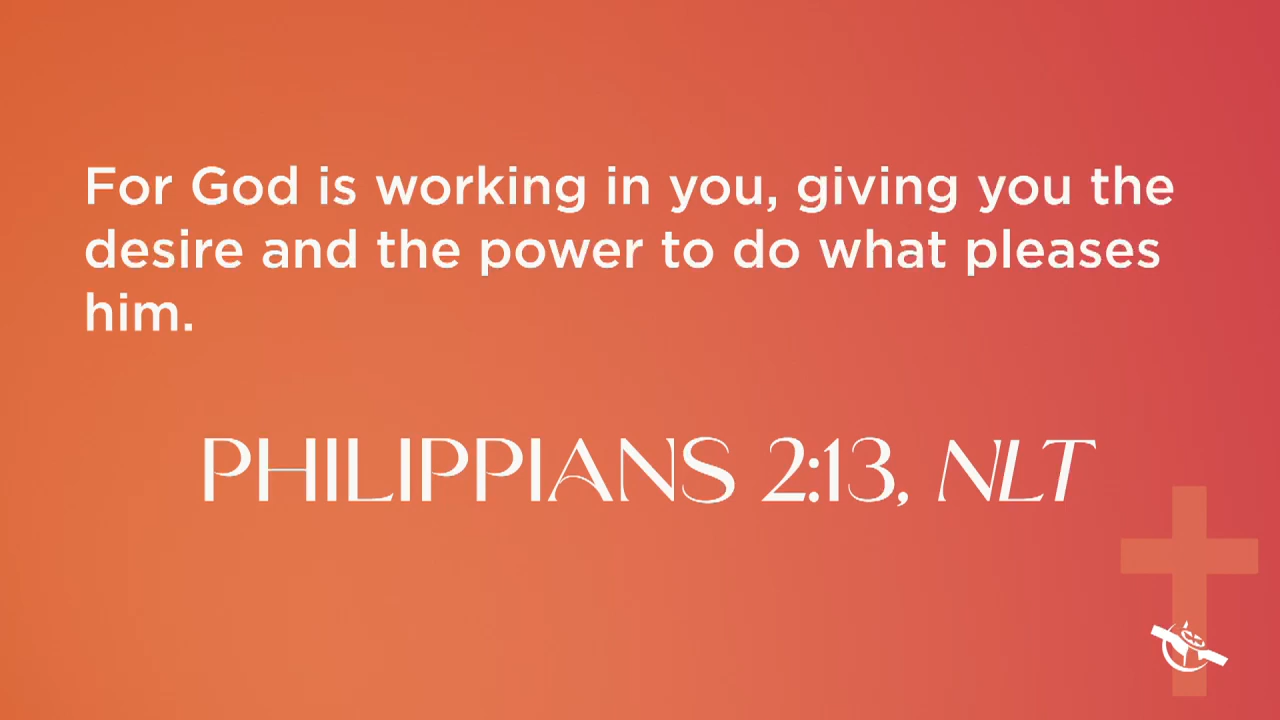 For God is working in you, giving you the
desire and the power to do what pleases
him.
PHILIPPIANS 2:13, NLT